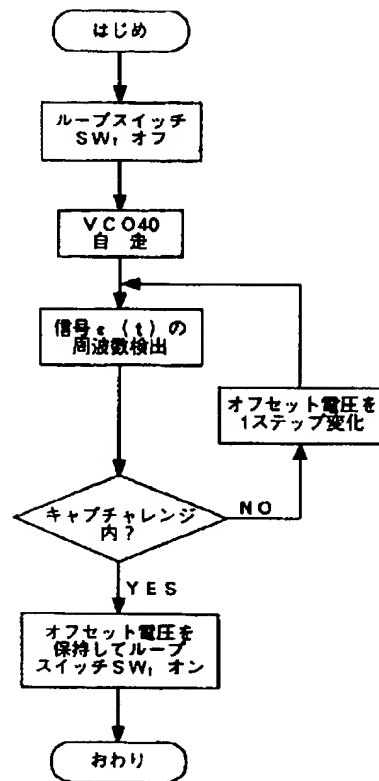 はじめ
ループスイッチ
SW₁ オフ
VCO40
自 走
信号ε (t) の
周波数検出
オフセット電圧を
1ステップ変化
キャプチャレンジ
内?
NO
YES
オフセット電圧を
保持してループ
スイッチSW₁ オン
おわり